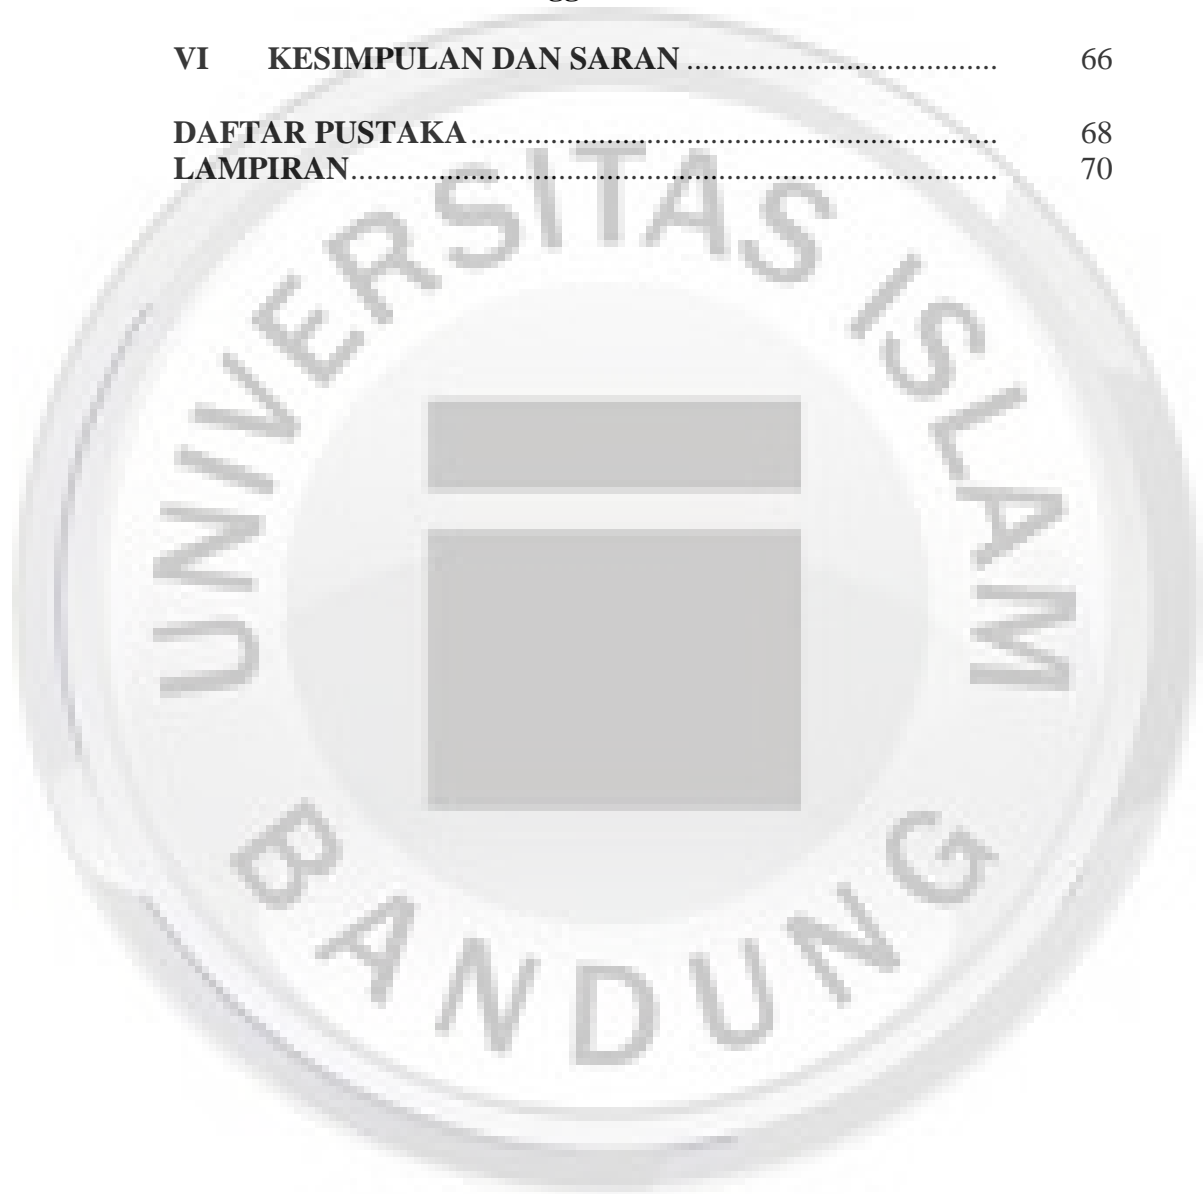 VI KESIMPULAN DAN SARAN........................................ 66
DAFTAR PUSTAKA.................................................................... 68
LAMPIRAN................................................................................... 70
UNIVERSITAS ISLAM
BANDUNG